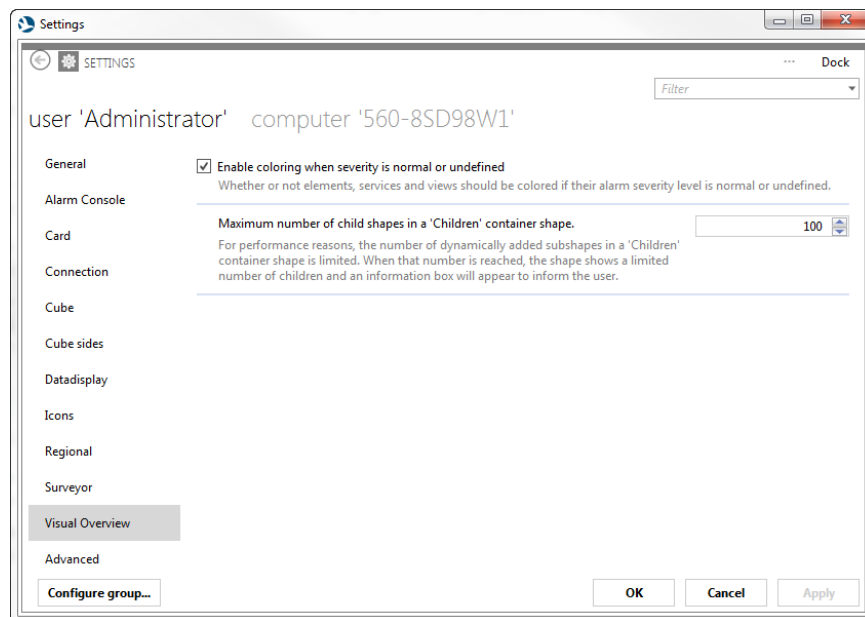 Settings
SETTINGS
... Dock
Filter
user 'Administrator' computer '560-8SD98W1'
General
Alarm Console
Card
Connection
Cube
Cube sides
Datadisplay
Icons
Regional
Surveyor
Visual Overview
Advanced
Enable coloring when severity is normal or undefined
Whether or not elements, services and views should be colored if their alarm severity level is normal or undefined.
Maximum number of child shapes in a 'Children' container shape.
100
For performance reasons, the number of dynamically added subshapes in a 'Children'
container shape is limited. When that number is reached, the shape shows a limited
number of children and an information box will appear to inform the user.
Configure group...
OK
Cancel
Apply